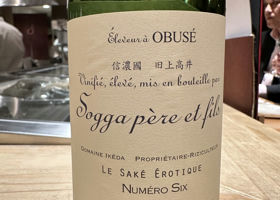 Éleveur à OBUSÉ
信濃國 田上高井
Vinifié, élevé, mis en bouteille par
Sogga père et fils
DOMAINE IKÉDA PROPRIÉTAIRE-RIZICULTEUR
LE SAKÉ ÉROTIQUE
NUMÉRO SIX